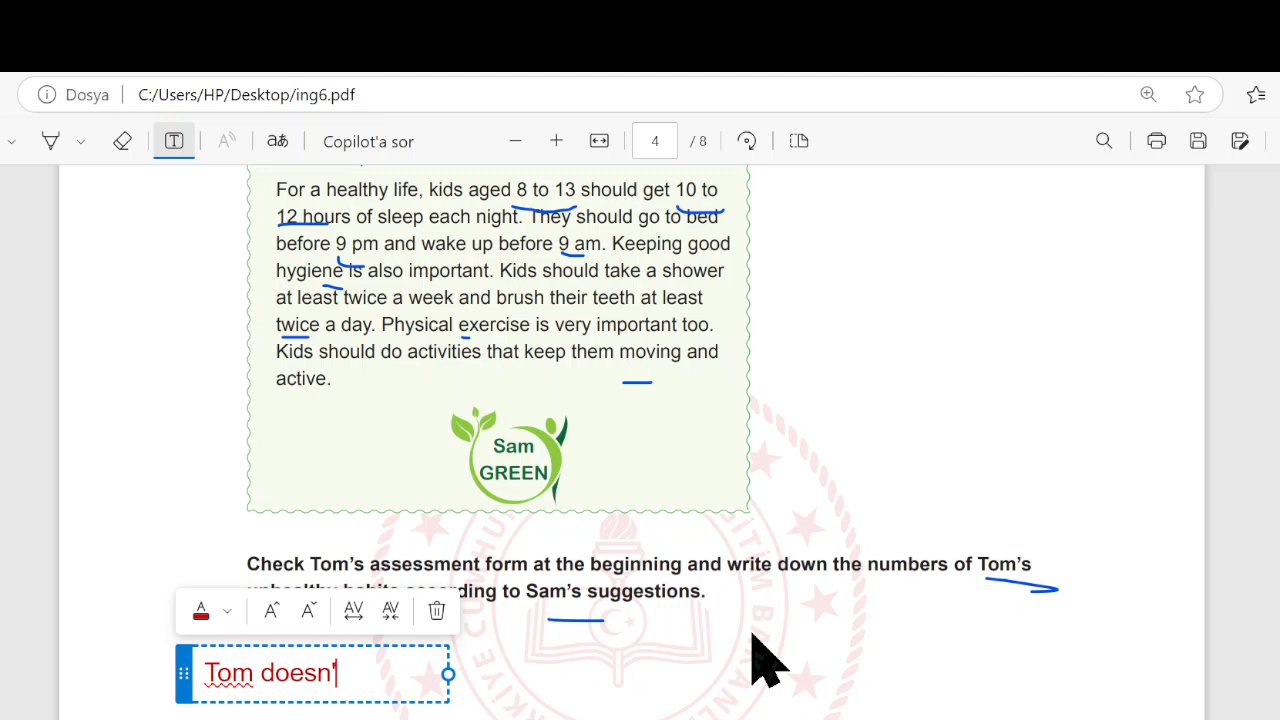 Dosya
C:/Users/HP/Desktop/ing6.pdf
aあ
Copilot'a sor
4
/ 8
For a healthy life, kids aged 8 to 13 should get 10 to
12 hours of sleep each night. They should go to bed
before 9 pm and wake up before 9 am. Keeping good
hygiene is also important. Kids should take a shower
at least twice a week and brush their teeth at least
twice a day. Physical exercise is very important too.
Kids should do activities that keep them moving and
active.
Sam
GREEN
Check Tom's assessment form at the beginning and write down the numbers of Tom's
according to Sam's suggestions.
A
A
A
AV
AV
Tom doesn'